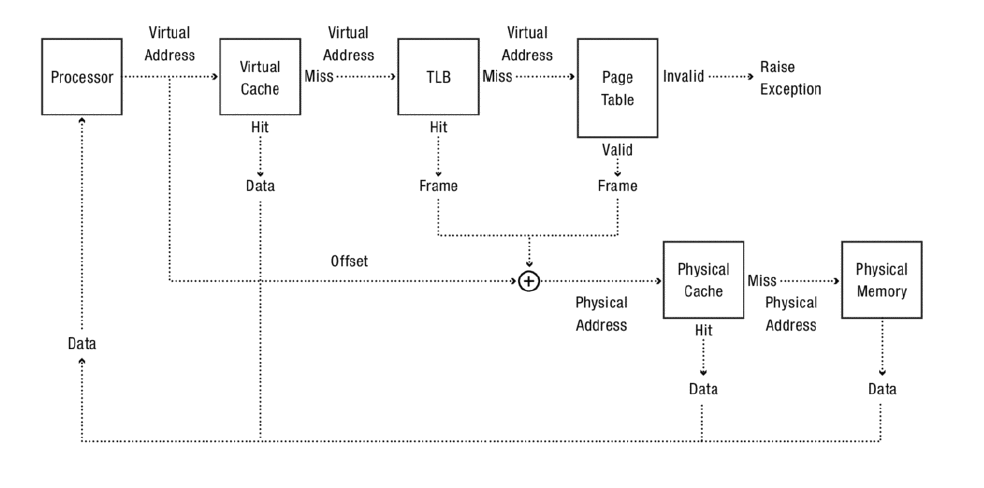 Virtual
Address
Virtual
Address
Virtual
Address
Processor
Virtual
Cache
Miss
TLB
Miss
Page
Table
Invalid
Raise
Exception
Hit
Hit
Valid
Data
Frame
Frame
Offset
+
Physical
Address
Physical
Cache
Miss
Physical
Address
Physical
Memory
Hit
Data
Data
Data